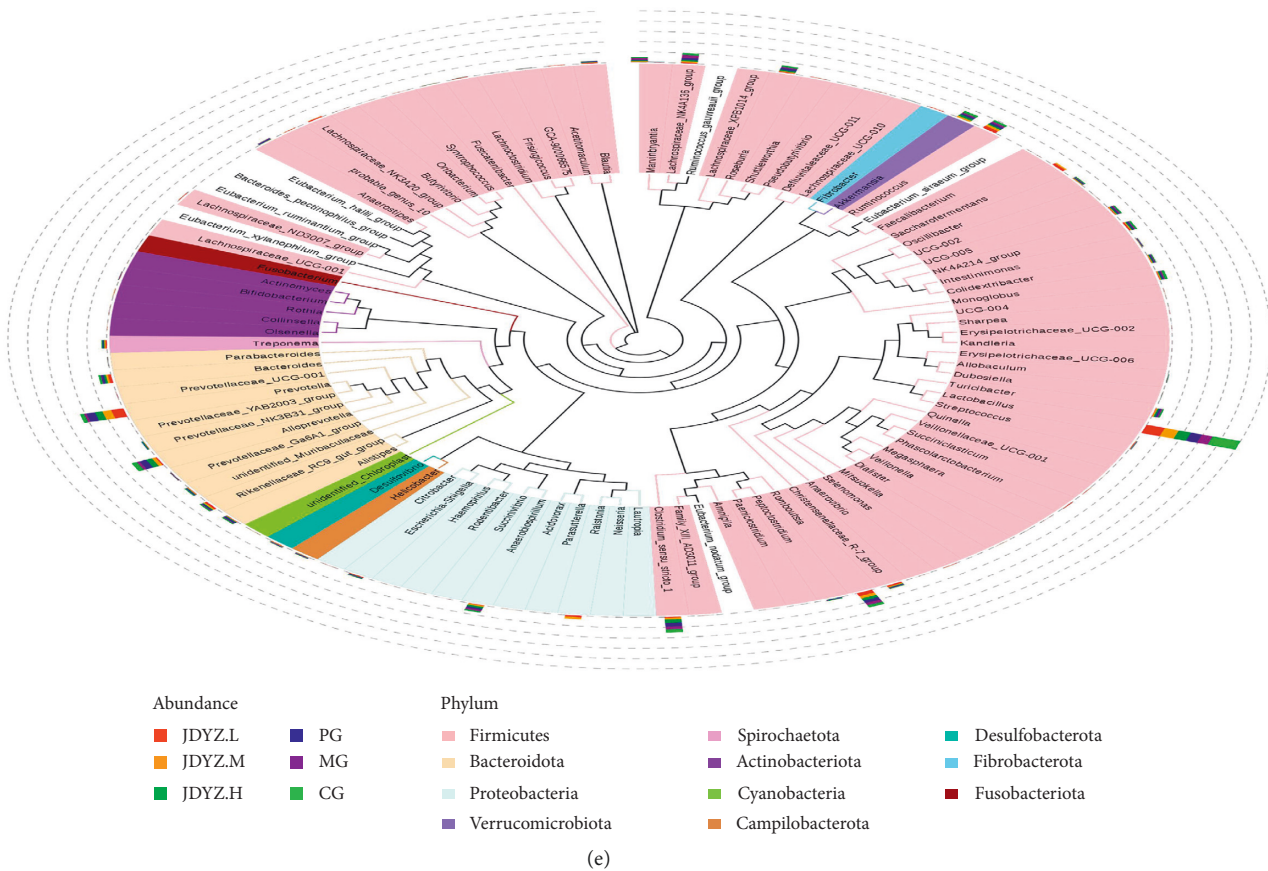 Marvinbryantia
Lachnospiraceae_NK4A136_group
Ruminococcus_gauvreauii_group
Lachnospiraceae_XPB1014_group
Roseburia
Shuttleworthia
Pseudobutyrivibrio
Defluviitaleaceae_UCG-011
Lachnospiraceae_UCG-010
Fibrobacter
Akkermansia
Ruminococcus
Eubacterium_siraeum_group
Faecalibacterium
Saccharofermentans
Oscillibacter
UCG-002
UCG-005
NK4A214_group
Intestinimonas
Colidextribacter
Monoglobus
UCG-004
Sharpea
Erysipelotrichaceae_UCG-002
Kandleria
Erysipelotrichaceae_UCG-006
Allobaculum
Dubosiella
Turicibacter
Lactobacillus
Streptococcus
Quinella
Veillonellaceae_UCG-001
Succiniclasticum
Phascolarctobacterium
Megasphaera
Veillonella
Dialister
Mitsuokella
Selenomonas
Anaerovibrio
Christensenellaceae_R-7_group
Romboutsia
Peptoclostridium
Paeniclostridium
Amnipila
Eubacterium_nodatum_group
Family_XIII_AD3011_group
Clostridium_sensu_stricto_1
Lautropia
Neisseria
Ralstonia
Parasutterella
Acidovorax
Anaerobiospirillum
Succinivibrio
Rodentibacter
Haemophilus
Escherichia-Shigella
Citrobacter
Helicobacter
Desulfovibrio
unidentified_Chloroplast
Alistipes
Rikenellaceae_RC9_gut_group
unidentified_Muribaculaceae
Prevotellaceae_Ga6A1_group
Alloprevotella
Prevotellaceae_NK3B31_group
Prevotellaceae_YAB2003_group
Prevotella
Prevotellaceae_UCG-001
Bacteroides
Parabacteroides
Treponema
Olsenella
Collinsella
Rothia
Bifidobacterium
Actinomyces
Fusobacterium
Lachnospiraceae_UCG-001
Eubacterium_xylanophilum_group
Lachnospiraceae_ND3007_group
Eubacterium_ruminantium_group
Bacteroides_pectinophilus_group
Eubacterium_hallii_group
Anaerostipes
probable_genus_10
Lachnospiraceae_NK3A20_group
Butyrivibrio
Oribacterium
Syntrophococcus
Fusicatenibacter
Lachnoclostridium
Frisingicoccus
GCA-900066575
Acetitomaculum
Blautia
Abundance
JDYZ.L
JDYZ.M
JDYZ.H
PG
MG
CG
Phylum
Firmicutes
Bacteroidota
Proteobacteria
Verrucomicrobiota
Spirochaetota
Actinobacteriota
Cyanobacteria
Campilobacterota
Desulfobacterota
Fibrobacterota
Fusobacteriota
(e)